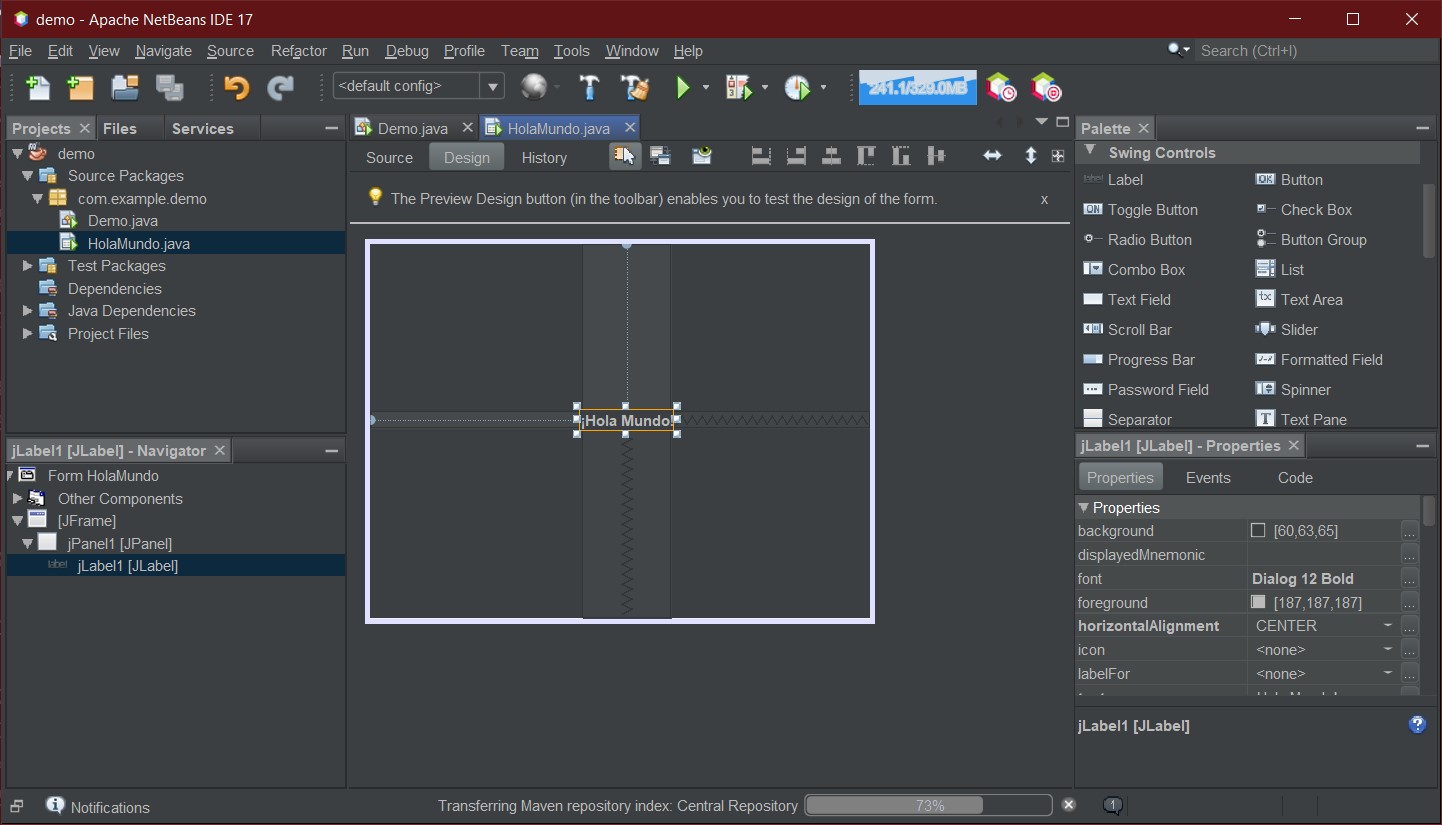 demo - Apache NetBeans IDE 17
File Edit View Navigate Source Refactor Run Debug Profile Team Tools Window Help
Search (Ctrl+I)
<default config>
241.1/329.0MB
Projects Files Services
demo
Source Packages
com.example.demo
Demo.java
HolaMundo.java
Test Packages
Dependencies
Java Dependencies
Project Files
jLabel1 [JLabel] - Navigator
Form HolaMundo
Other Components
[JFrame]
jPanel1 [JPanel]
label jLabel1 [JLabel]
Demo.java HolaMundo.java
Source Design History
The Preview Design button (in the toolbar) enables you to test the design of the form. x
¡Hola Mundo!
Palette
Swing Controls
label Label OK Button
ON Toggle Button Check Box
Radio Button Button Group
Combo Box List
Text Field Text Area
Scroll Bar Slider
Progress Bar Formatted Field
Password Field Spinner
Separator T Text Pane
jLabel1 [JLabel] - Properties
Properties Events Code
Properties
background [60,63,65] ...
displayedMnemonic ...
font Dialog 12 Bold ...
foreground [187,187,187] ...
horizontalAlignment CENTER ...
icon <none> ...
labelFor <none> ...
jLabel1 [JLabel]
Notifications
Transferring Maven repository index: Central Repository 73%
1